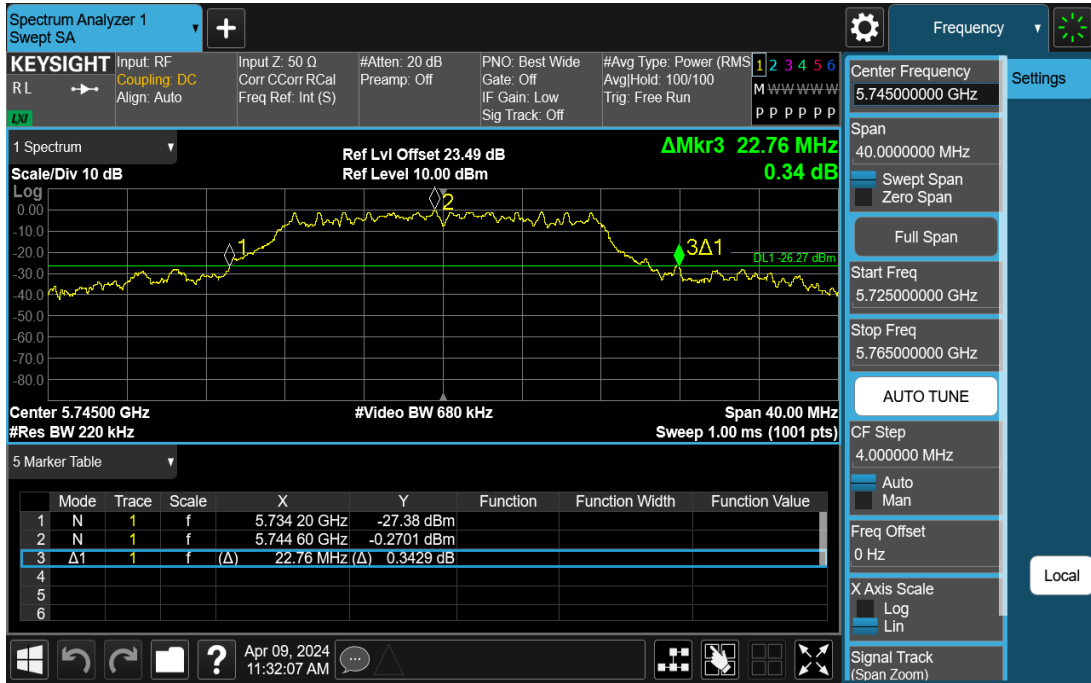 Spectrum Analyzer 1
Swept SA
+
Frequency
KEYSIGHT
RL
LXI
Input: RF
Coupling: DC
Align: Auto
Input Z: 50 Ω
Corr CCorr RCal
Freq Ref: Int (S)
#Atten: 20 dB
Preamp: Off
PNO: Best Wide
Gate: Off
IF Gain: Low
Sig Track: Off
#Avg Type: Power (RMS
Avg|Hold: 100/100
Trig: Free Run
1 2 3 4 5 6
M W W W W W
P P P P P P
1 Spectrum
Scale/Div 10 dB
Ref Lvl Offset 23.49 dB
Ref Level 10.00 dBm
ΔMkr3 22.76 MHz
0.34 dB
Log
0.00
-10.0
-20.0
-30.0
-40.0
-50.0
-60.0
-70.0
-80.0
1
2
3Δ1
DL1 -26.27 dBm
Center 5.74500 GHz
#Video BW 680 kHz
Span 40.00 MHz
#Res BW 220 kHz
Sweep 1.00 ms (1001 pts)
5 Marker Table
Mode Trace Scale X Y Function Function Width Function Value
1 N 1 f 5.734 20 GHz -27.38 dBm
2 N 1 f 5.744 60 GHz -0.2701 dBm
3 Δ1 1 f (Δ) 22.76 MHz (Δ) 0.3429 dB
4
5
6
?
Apr 09, 2024
11:32:07 AM
Center Frequency
5.745000000 GHz
Span
40.0000000 MHz
Swept Span
Zero Span
Full Span
Start Freq
5.725000000 GHz
Stop Freq
5.765000000 GHz
AUTO TUNE
CF Step
4.000000 MHz
Auto
Man
Freq Offset
0 Hz
X Axis Scale
Log
Lin
Signal Track
(Span Zoom)
Settings
Local